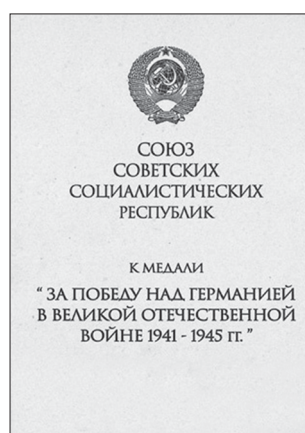 СОЮЗ
СОВЕТСКИХ
СОЦИАЛИСТИЧЕСКИХ
РЕСПУБЛИК
К МЕДАЛИ
“ ЗА ПОБЕДУ НАД ГЕРМАНИЕЙ
В ВЕЛИКОЙ ОТЕЧЕСТВЕННОЙ
ВОЙНЕ 1941 - 1945 гг. ”